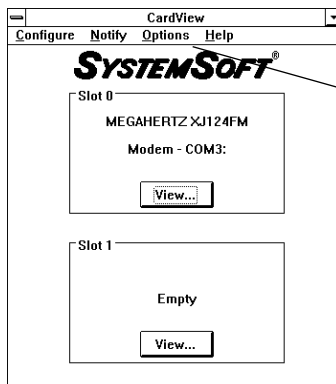 CardView
Configure Notify Options Help
SYSTEMSOFT®
Slot 0
MEGAHERTZ XJ124FM
Modem - COM3:
View...
Slot 1
Empty
View...